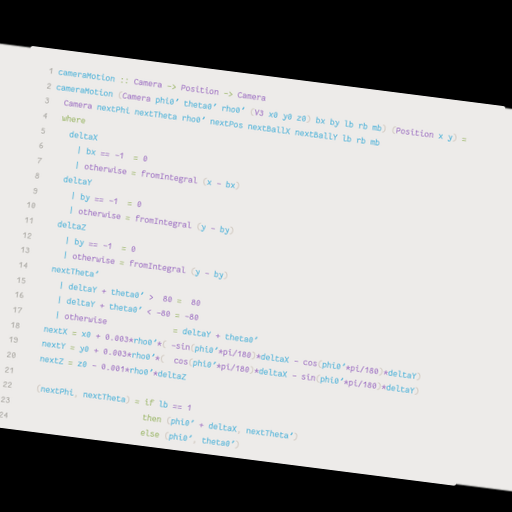 1 cameraMotion :: Camera -> Position -> Camera
2 cameraMotion (Camera phi0' theta0' rho0' (V3 x0 y0 z0) bx by lb rb mb) (Position x y) =
3   Camera nextPhi nextTheta rho0' nextPos nextBallX nextBallY lb rb mb
4   where
5     deltaX
6       | bx == -1  = 0
7       | otherwise = fromIntegral (x - bx)
8     deltaY
9       | by == -1  = 0
10       | otherwise = fromIntegral (y - by)
11     deltaZ
12       | by == -1  = 0
13       | otherwise = fromIntegral (y - by)
14     nextTheta'
15       | deltaY + theta0' >  80 =  80
16       | deltaY + theta0' < -80 = -80
17       | otherwise              = deltaY + theta0'
18     nextX = x0 + 0.003*rho0'*( -sin(phi0'*pi/180)*deltaX - cos(phi0'*pi/180)*deltaY)
19     nextY = y0 + 0.003*rho0'*(  cos(phi0'*pi/180)*deltaX - sin(phi0'*pi/180)*deltaY)
20     nextZ = z0 - 0.001*rho0'*deltaZ
21
22     (nextPhi, nextTheta) = if lb == 1
23                            then (phi0' + deltaX, nextTheta')
24                            else (phi0', theta0')